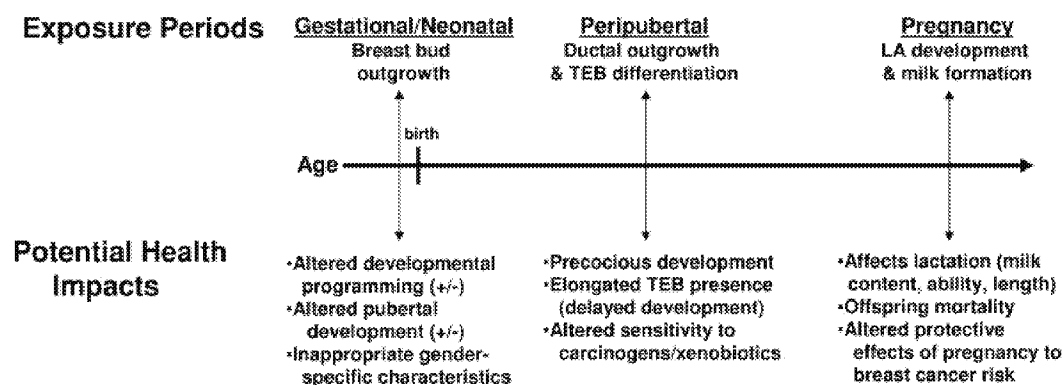 Exposure Periods
Gestational/Neonatal
Breast bud
outgrowth
Peripubertal
Ductal outgrowth
& TEB differentiation
Pregnancy
LA development
& milk formation
birth
Age
Potential Health
Impacts
•Altered developmental
programming (+/-)
•Altered pubertal
development (+/-)
•Inappropriate gender-
specific characteristics
•Precocious development
•Elongated TEB presence
(delayed development)
•Altered sensitivity to
carcinogens/xenobiotics
•Affects lactation (milk
content, ability, length)
•Offspring mortality
•Altered protective
effects of pregnancy to
breast cancer risk